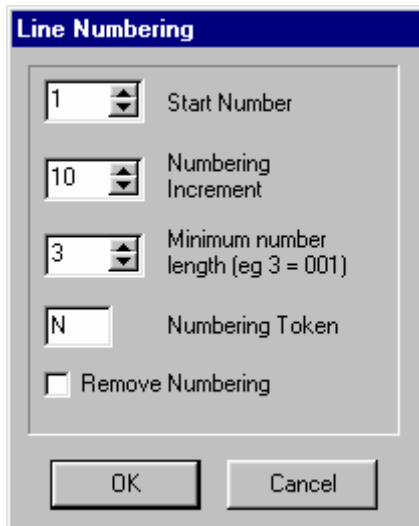 Line Numbering
1 Start Number
10 Numbering
Increment
3 Minimum number
length (eg 3 = 001)
N Numbering Token
Remove Numbering
OK Cancel